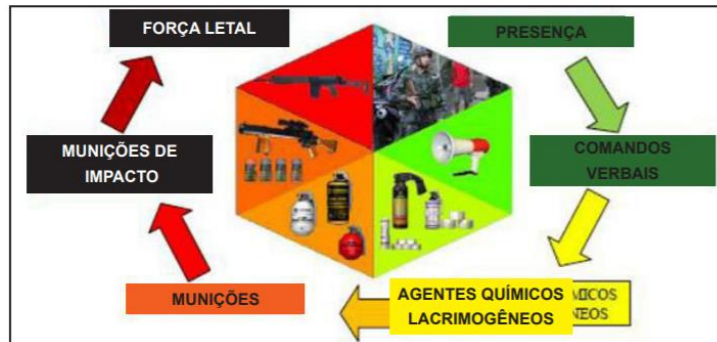 FORÇA LETAL
PRESENÇA
MUNIÇÕES DE
IMPACTO
COMANDOS
VERBAIS
MUNIÇÕES
AGENTES QUÍMICOS
LACRIMOGÊNEOS